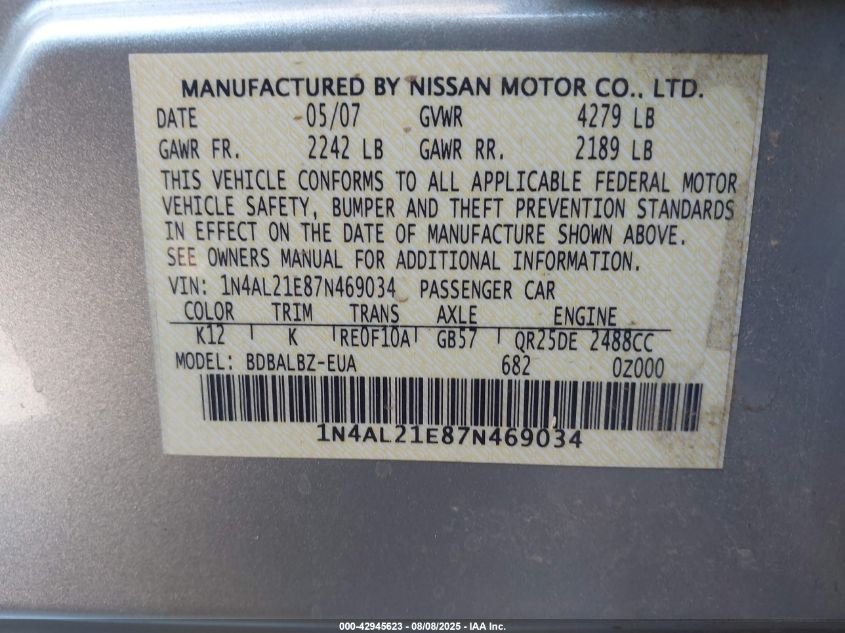 MANUFACTURED BY NISSAN MOTOR CO., LTD.
DATE 05/07 GVWR 4279 LB
GAWR FR. 2242 LB GAWR RR. 2189 LB
THIS VEHICLE CONFORMS TO ALL APPLICABLE FEDERAL MOTOR
VEHICLE SAFETY, BUMPER AND THEFT PREVENTION STANDARDS
IN EFFECT ON THE DATE OF MANUFACTURE SHOWN ABOVE.
SEE OWNERS MANUAL FOR ADDITIONAL INFORMATION.
VIN: 1N4AL21E87N469034 PASSENGER CAR
COLOR TRIM TRANS AXLE ENGINE
K12 K RE0F10A GB57 QR25DE 2488CC
MODEL: BDBALBZ-EUA 682 0Z000
1N4AL21E87N469034
000-42945623 - 08/08/2025 - IAA Inc.